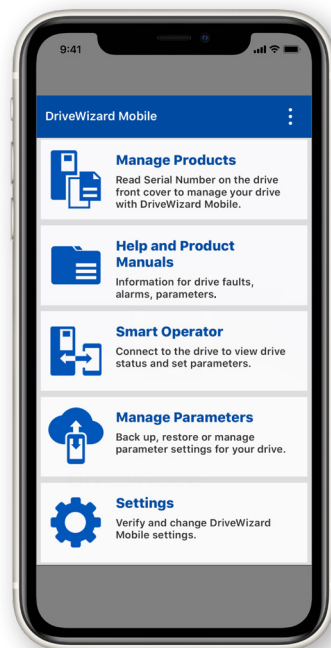 9:41
DriveWizard Mobile
Manage Products
Read Serial Number on the drive
front cover to manage your drive
with DriveWizard Mobile.
Help and Product
Manuals
Information for drive faults,
alarms, parameters.
Smart Operator
Connect to the drive to view drive
status and set parameters.
Manage Parameters
Back up, restore or manage
parameter settings for your drive.
Settings
Verify and change DriveWizard
Mobile settings.